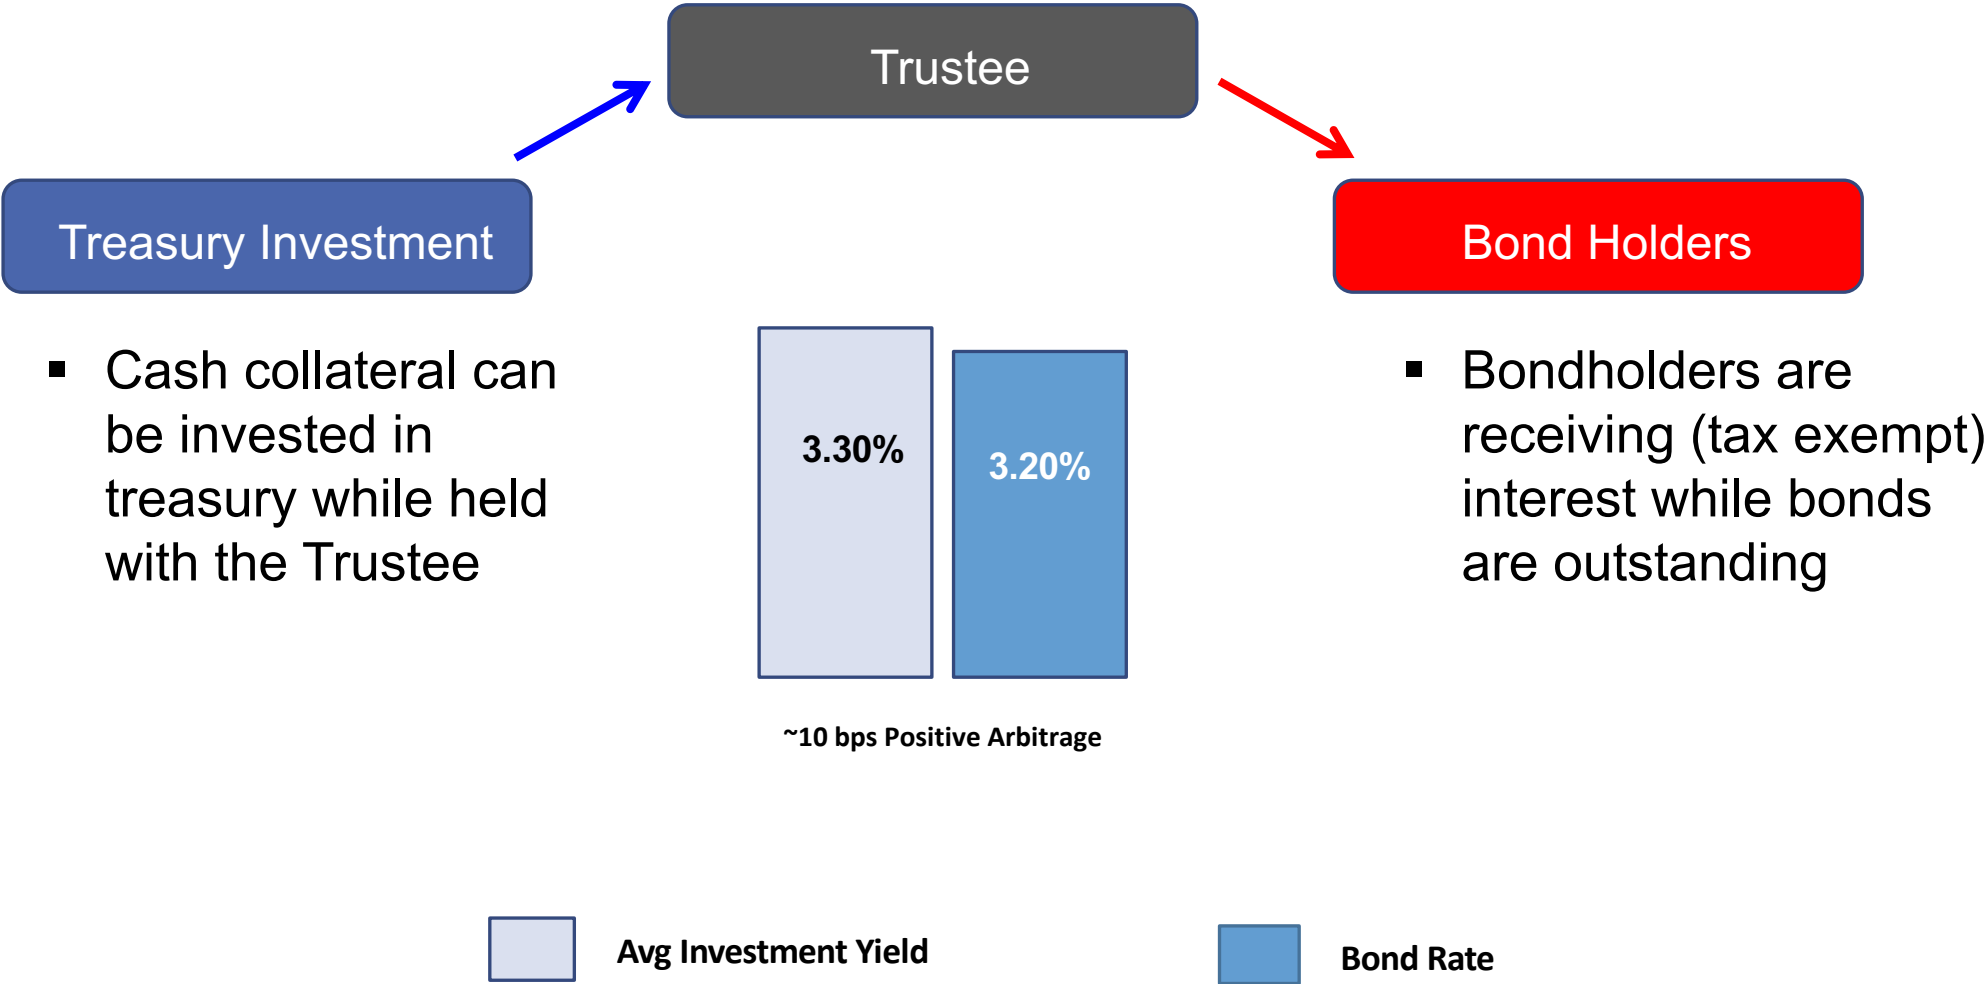 Trustee
Treasury Investment
Bond Holders
▪ Cash collateral can
be invested in
treasury while held
with the Trustee
3.30%
3.20%
~10 bps Positive Arbitrage
▪ Bondholders are
receiving (tax exempt)
interest while bonds
are outstanding
Avg Investment Yield
Bond Rate